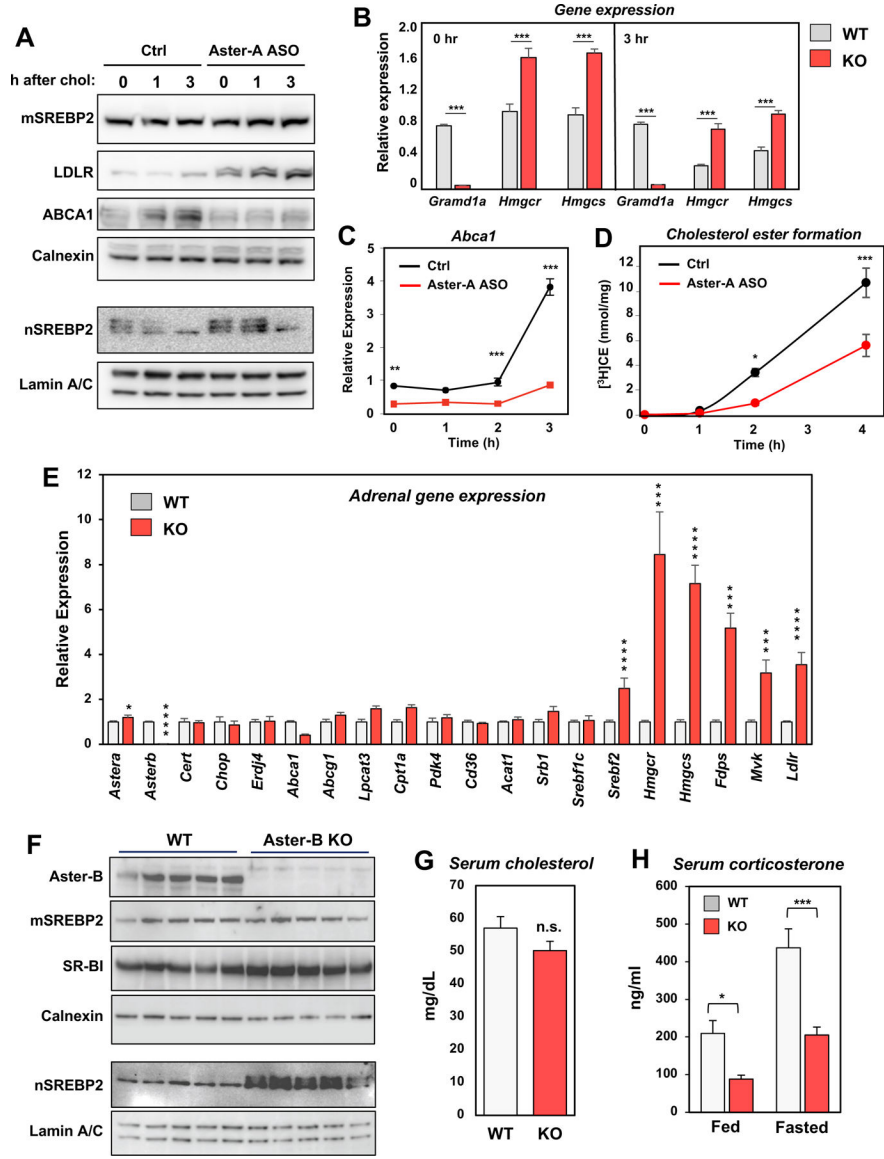 A
Ctrl Aster-A ASO
h after chol: 0 1 3 0 1 3
mSREBP2
LDLR
ABCA1
Calnexin
nSREBP2
Lamin A/C
B
Gene expression
Relative expression
1.8
1.6
1.2
0.8
0.4
0
0 hr 3 hr
*** *** *** *** *** ***
Gramd1a Hmgcr Hmgcs Gramd1a Hmgcr Hmgcs
WT
KO
C
Abca1
Relative Expression
5
4
3
2
1
0
Ctrl
Aster-A ASO
** *** ***
0 1 2 3
Time (h)
D
Cholesterol ester formation
[³H]CE (nmol/mg)
12
10
8
6
4
2
0
Ctrl
Aster-A ASO
* ***
0 1 2 4
Time (h)
E
Adrenal gene expression
WT
KO
Relative Expression
12
10
8
6
4
2
0
* **** **** *** **** *** *** ****
Astera Asterb Cert Chop Erdj4 Abca1 Abcg1 Lpcat3 Cpt1a Pdk4 Cd36 Acat1 Srb1 Srebf1c Srebf2 Hmgcr Hmgcs Fdps Mvk Ldlr
F
WT Aster-B KO
Aster-B
mSREBP2
SR-BI
Calnexin
nSREBP2
Lamin A/C
G
Serum cholesterol
mg/dL
70
60
50
40
30
20
10
0
n.s.
WT KO
H
Serum corticosterone
ng/ml
600
500
400
300
200
100
0
WT
KO
* ***
Fed Fasted